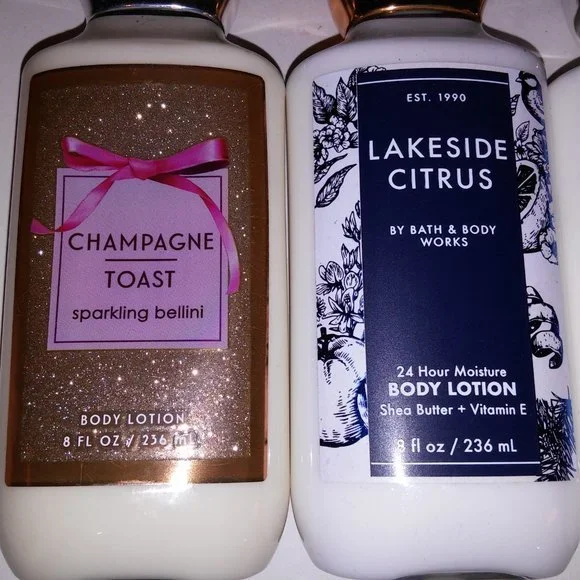 CHAMPAGNE
TOAST
sparkling bellini
BODY LOTION
8 FL OZ / 236 mL
EST. 1990
LAKESIDE
CITRUS
BY BATH & BODY
WORKS
24 Hour Moisture
BODY LOTION
Shea Butter + Vitamin E
8 fl oz / 236 mL